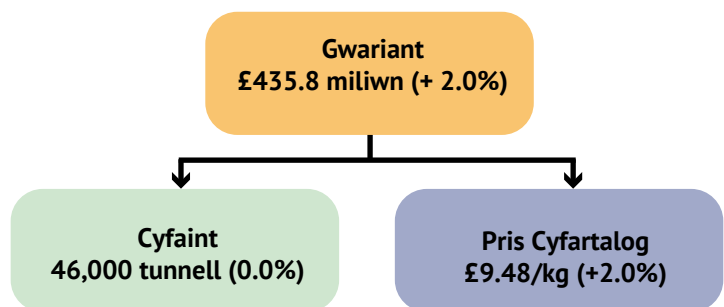 Gwariant
£435.8 miliwn (+ 2.0%)
Cyfaint
46,000 tunnell (0.0%)
Pris Cyfartalog
£9.48/kg (+2.0%)